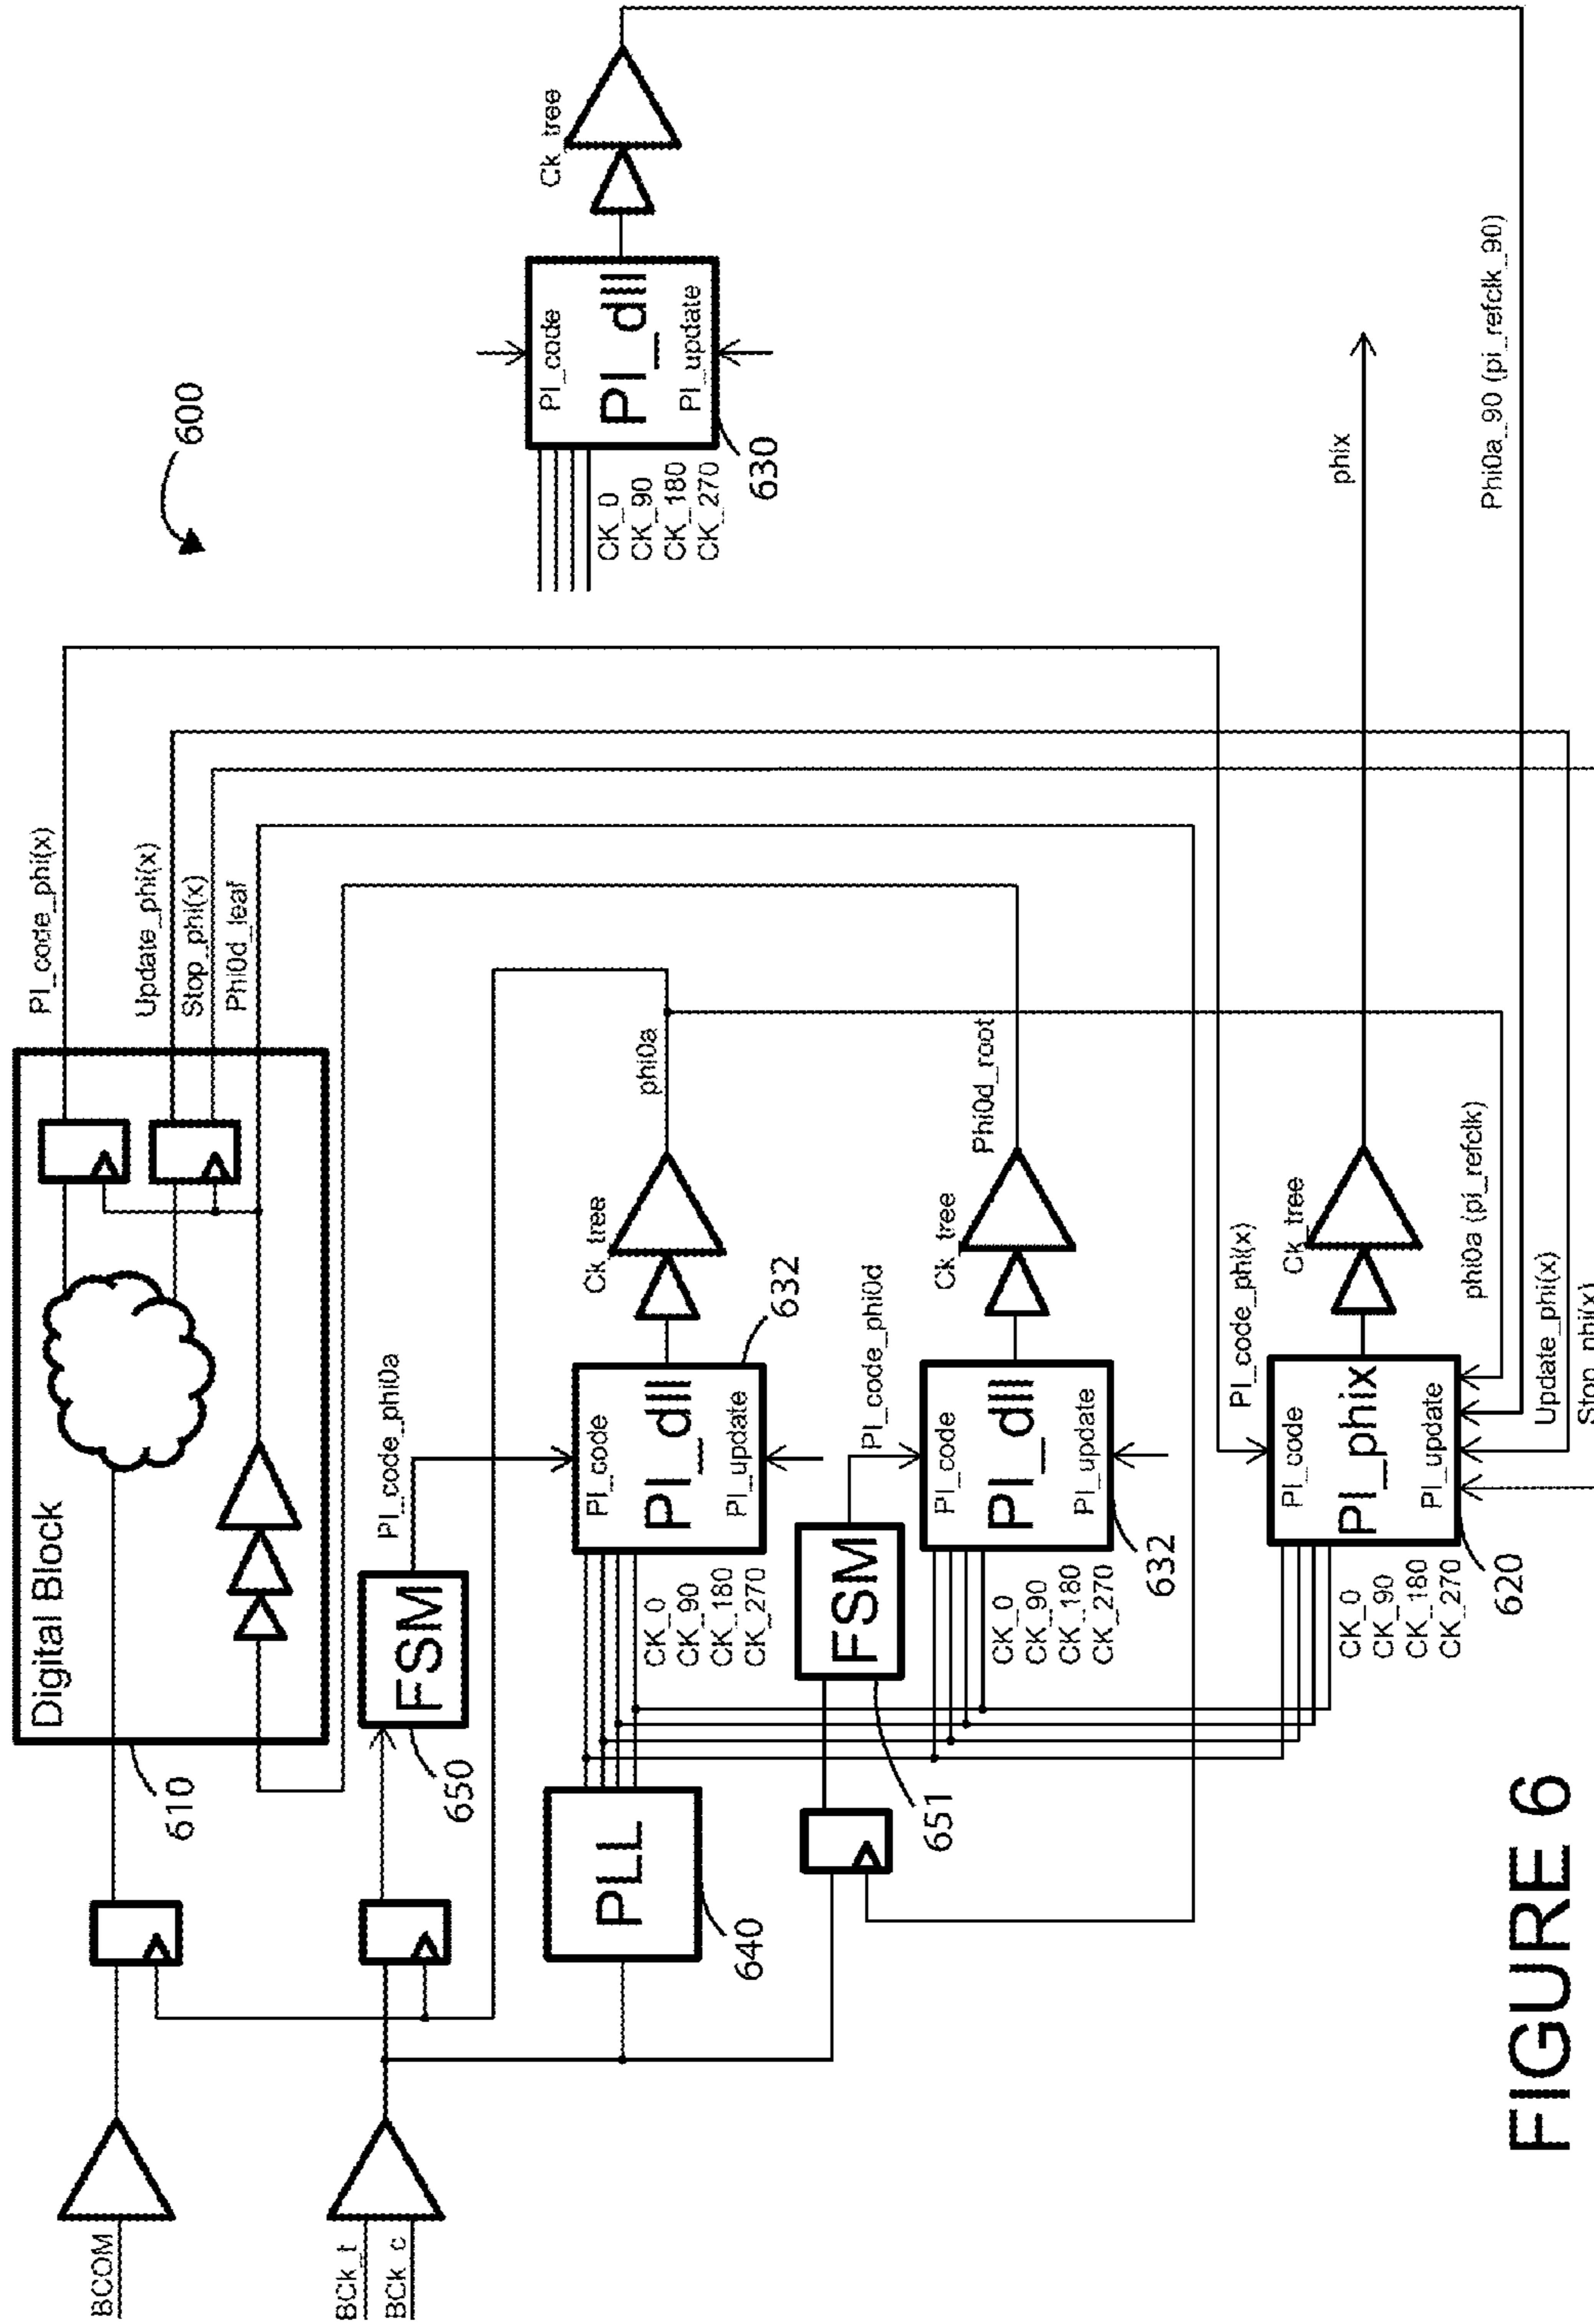 600
PI_code_phi(x)
Update_phi(x)
Stop_phi(x)
Phi0d_leaf
Digital Block
610
BCOM
BCk_t
BCk_c
FSM
650
PI_code_phi0a
PLL
640
CK_0
CK_90
CK_180
CK_270
PI_code
PI_dll
PI_update
632
Ck_tree
phi0a
FSM
651
PI_code_phi0d
CK_0
CK_90
CK_180
CK_270
632
PI_code
PI_dll
PI_update
Ck_tree
Phi0d_root
CK_0
CK_90
CK_180
CK_270
620
PI_code_phi(x)
PI_code
PI_phix
PI_update
Ck_tree
phix
phi0a (pi_refclk)
Update_phi(x)
Stop_phi(x)
CK_0
CK_90
CK_180
CK_270
630
PI_code
PI_dll
PI_update
Ck_tree
Phi0a_90 (pi_refclk_90)
FIGURE 6